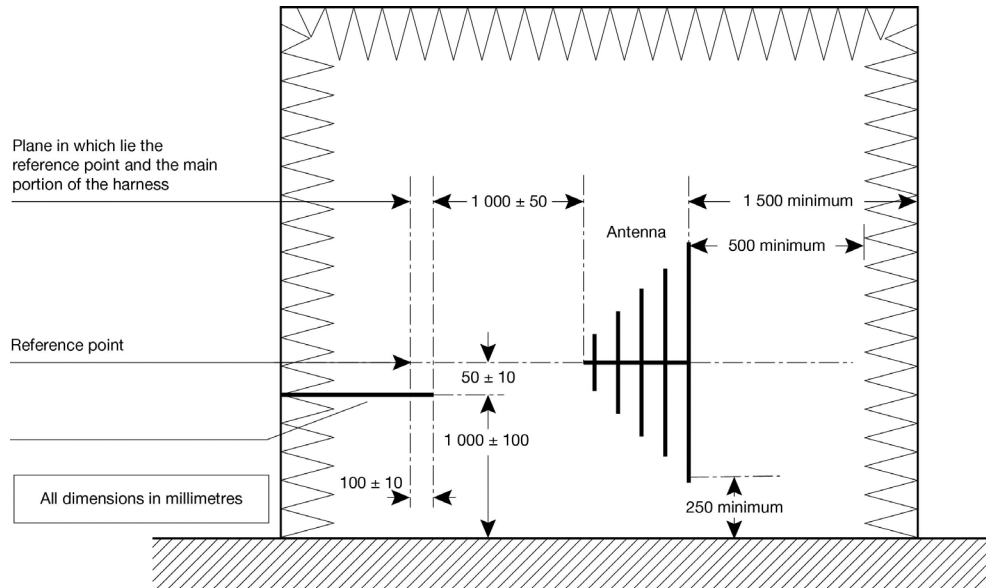 Plane in which lie the
reference point and the main
portion of the harness
1 000 ± 50
1 500 minimum
Antenna
500 minimum
Reference point
50 ± 10
1 000 ± 100
100 ± 10
All dimensions in millimetres
250 minimum